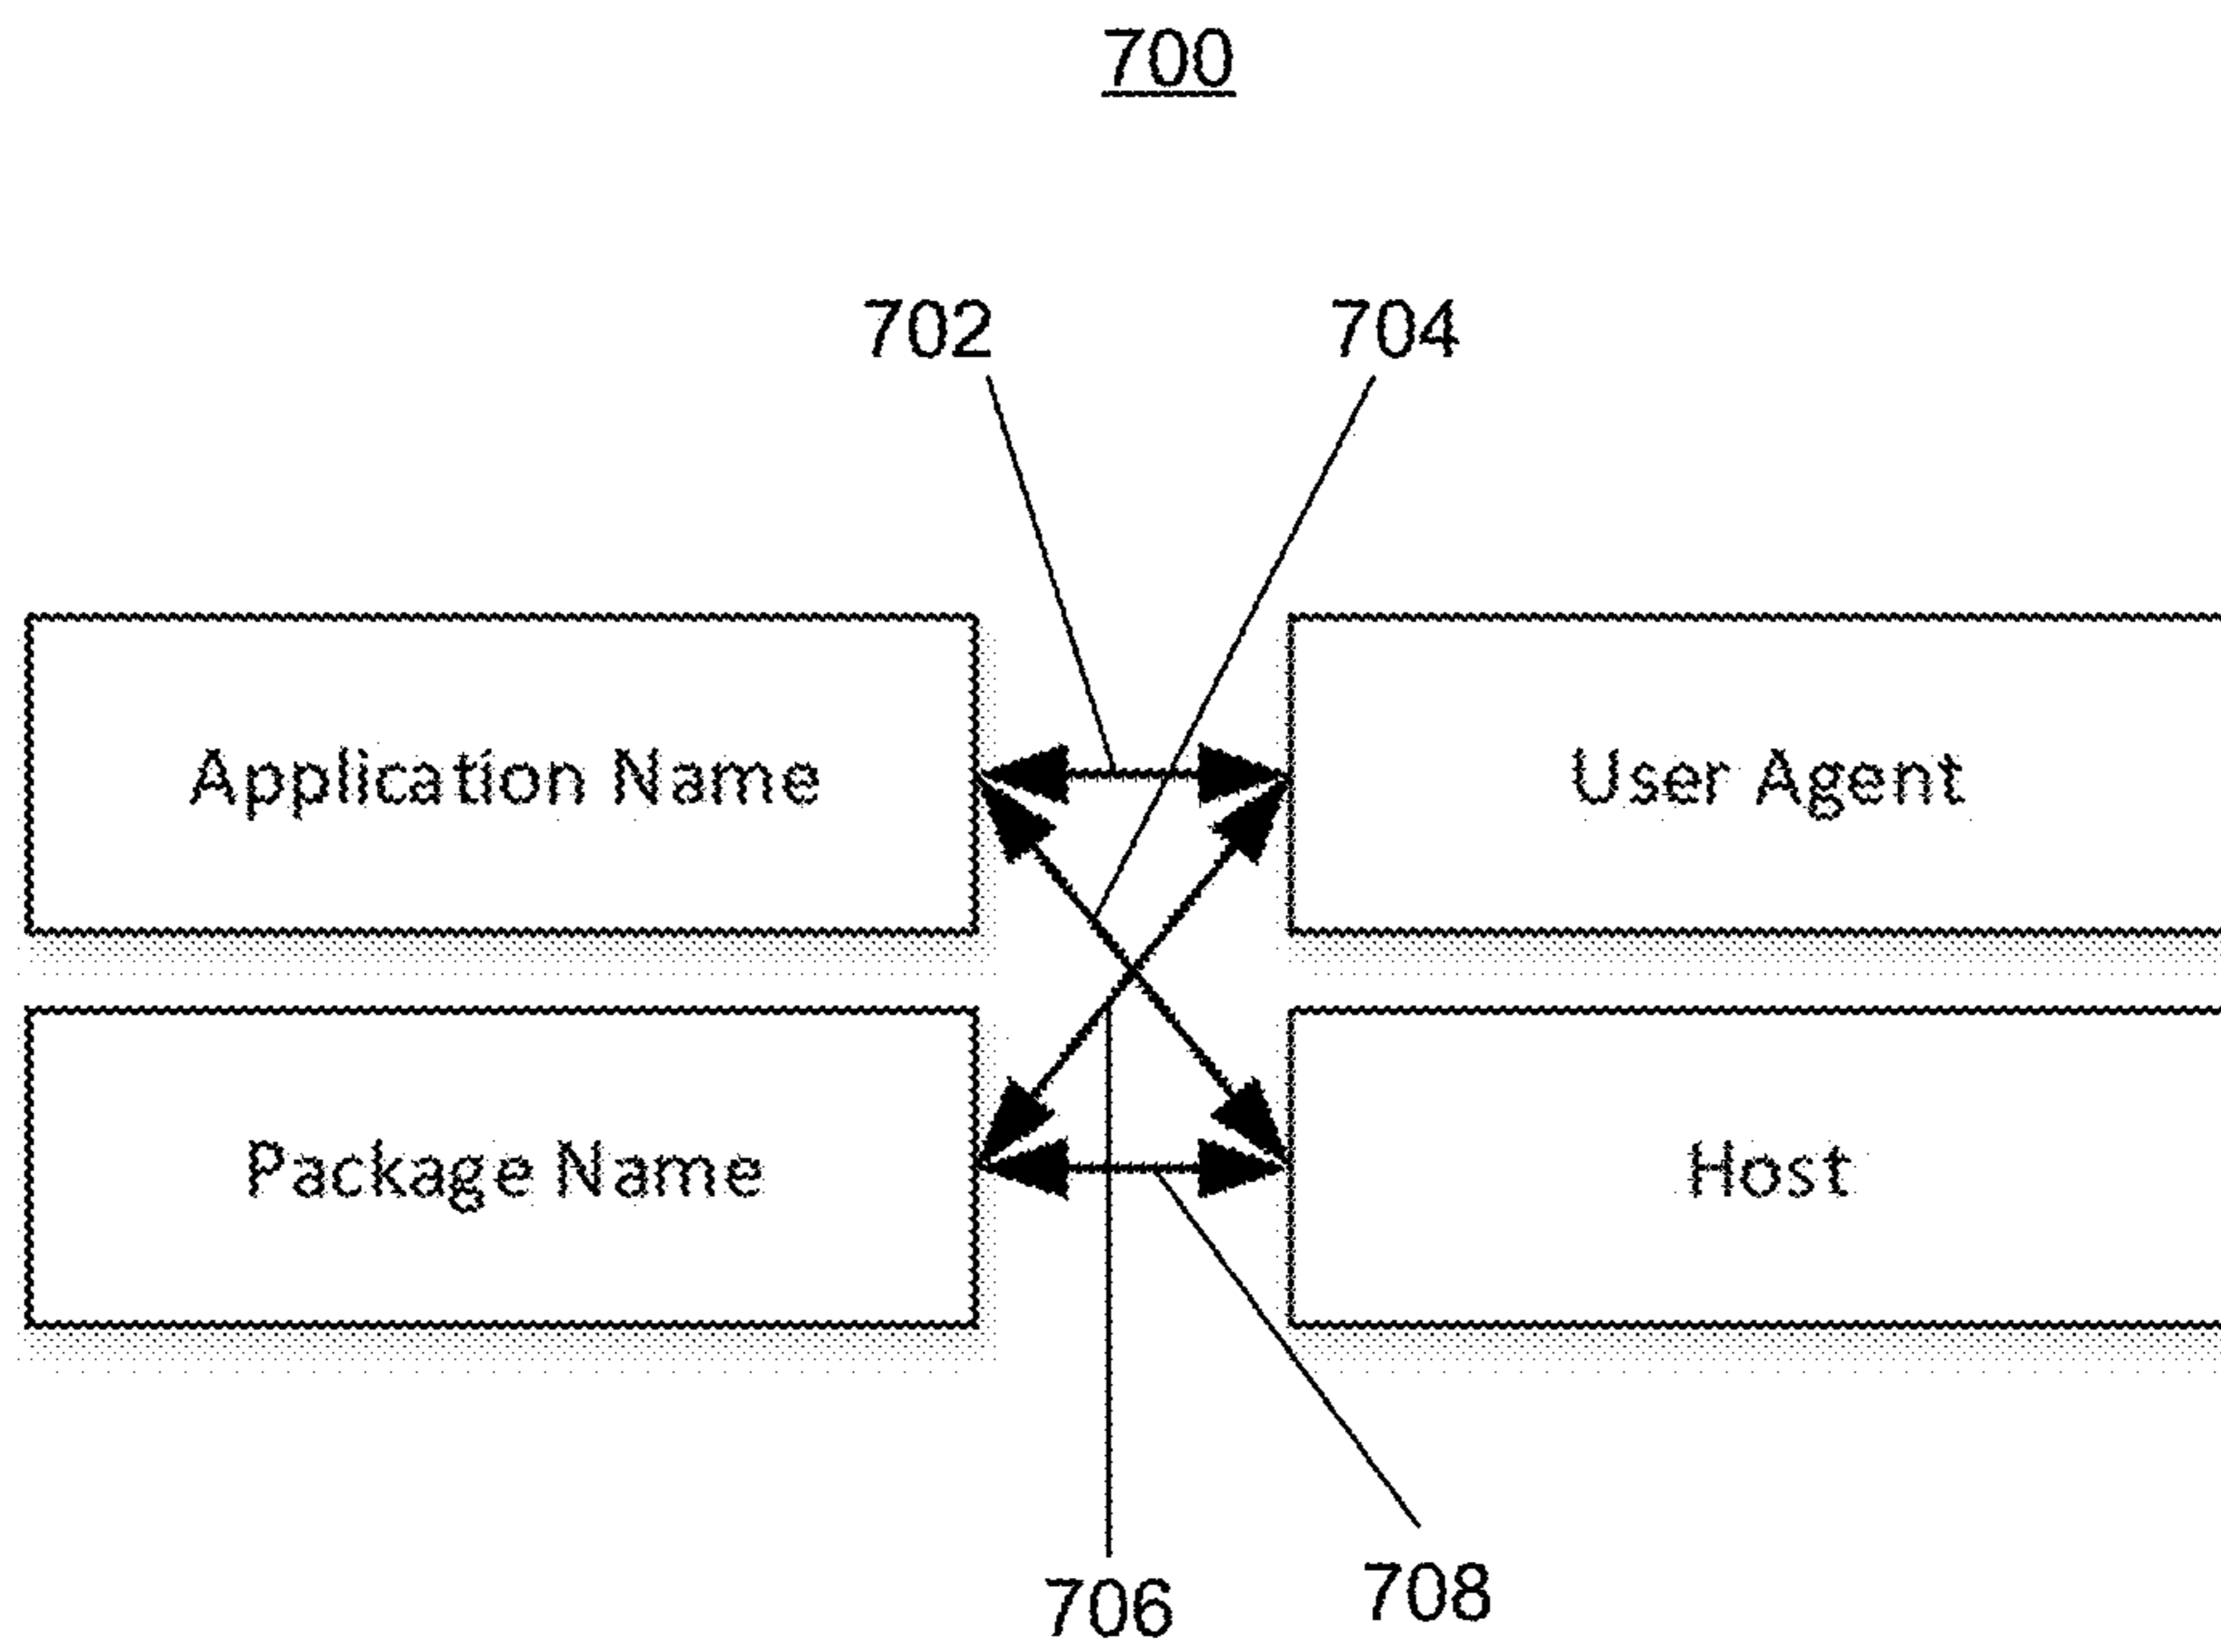 700
702
704
Application Name
User Agent
Package Name
Host
706
708